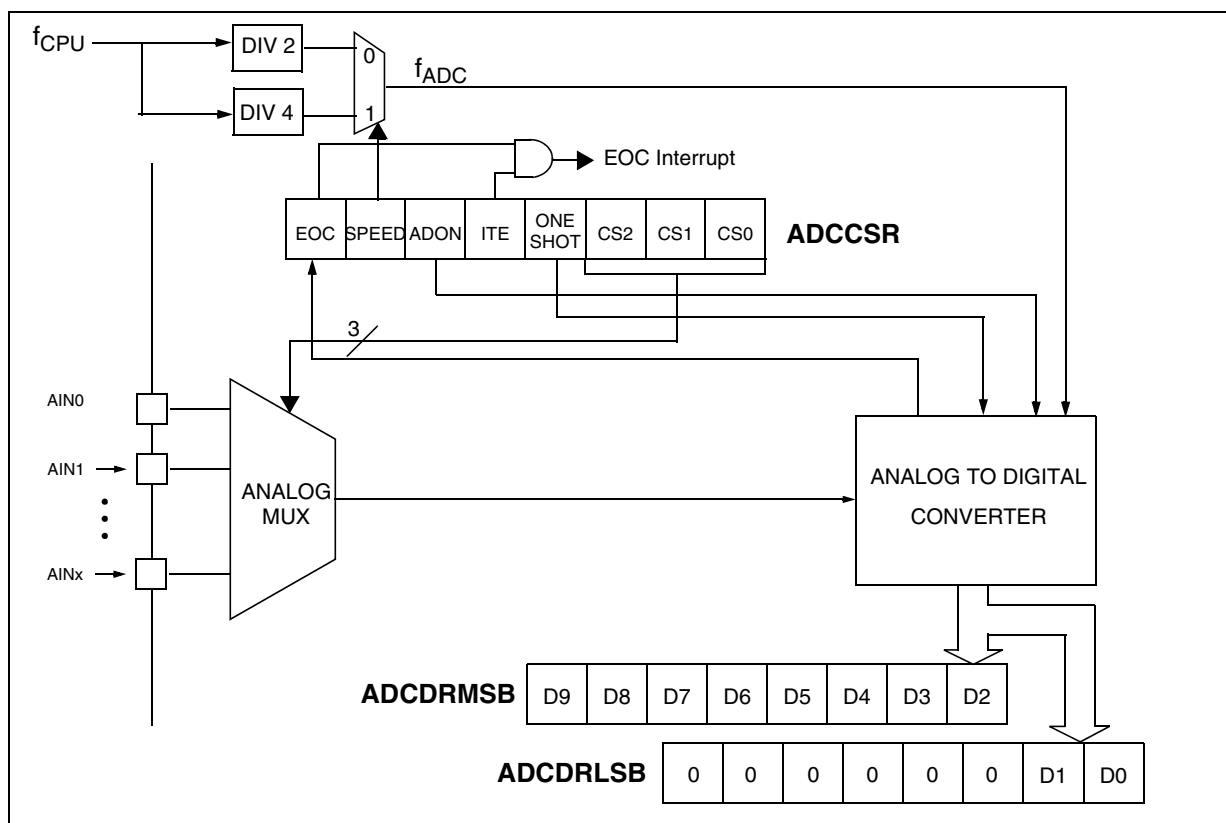 fCPU
DIV 2
0
fADC
DIV 4
1
EOC Interrupt
EOC SPEED ADON ITE ONE SHOT CS2 CS1 CS0
ADCCSR
3
AIN0
AIN1
AINx
ANALOG
MUX
ANALOG TO DIGITAL
CONVERTER
ADCDRMSB D9 D8 D7 D6 D5 D4 D3 D2
ADCDRLSB 0 0 0 0 0 0 D1 D0